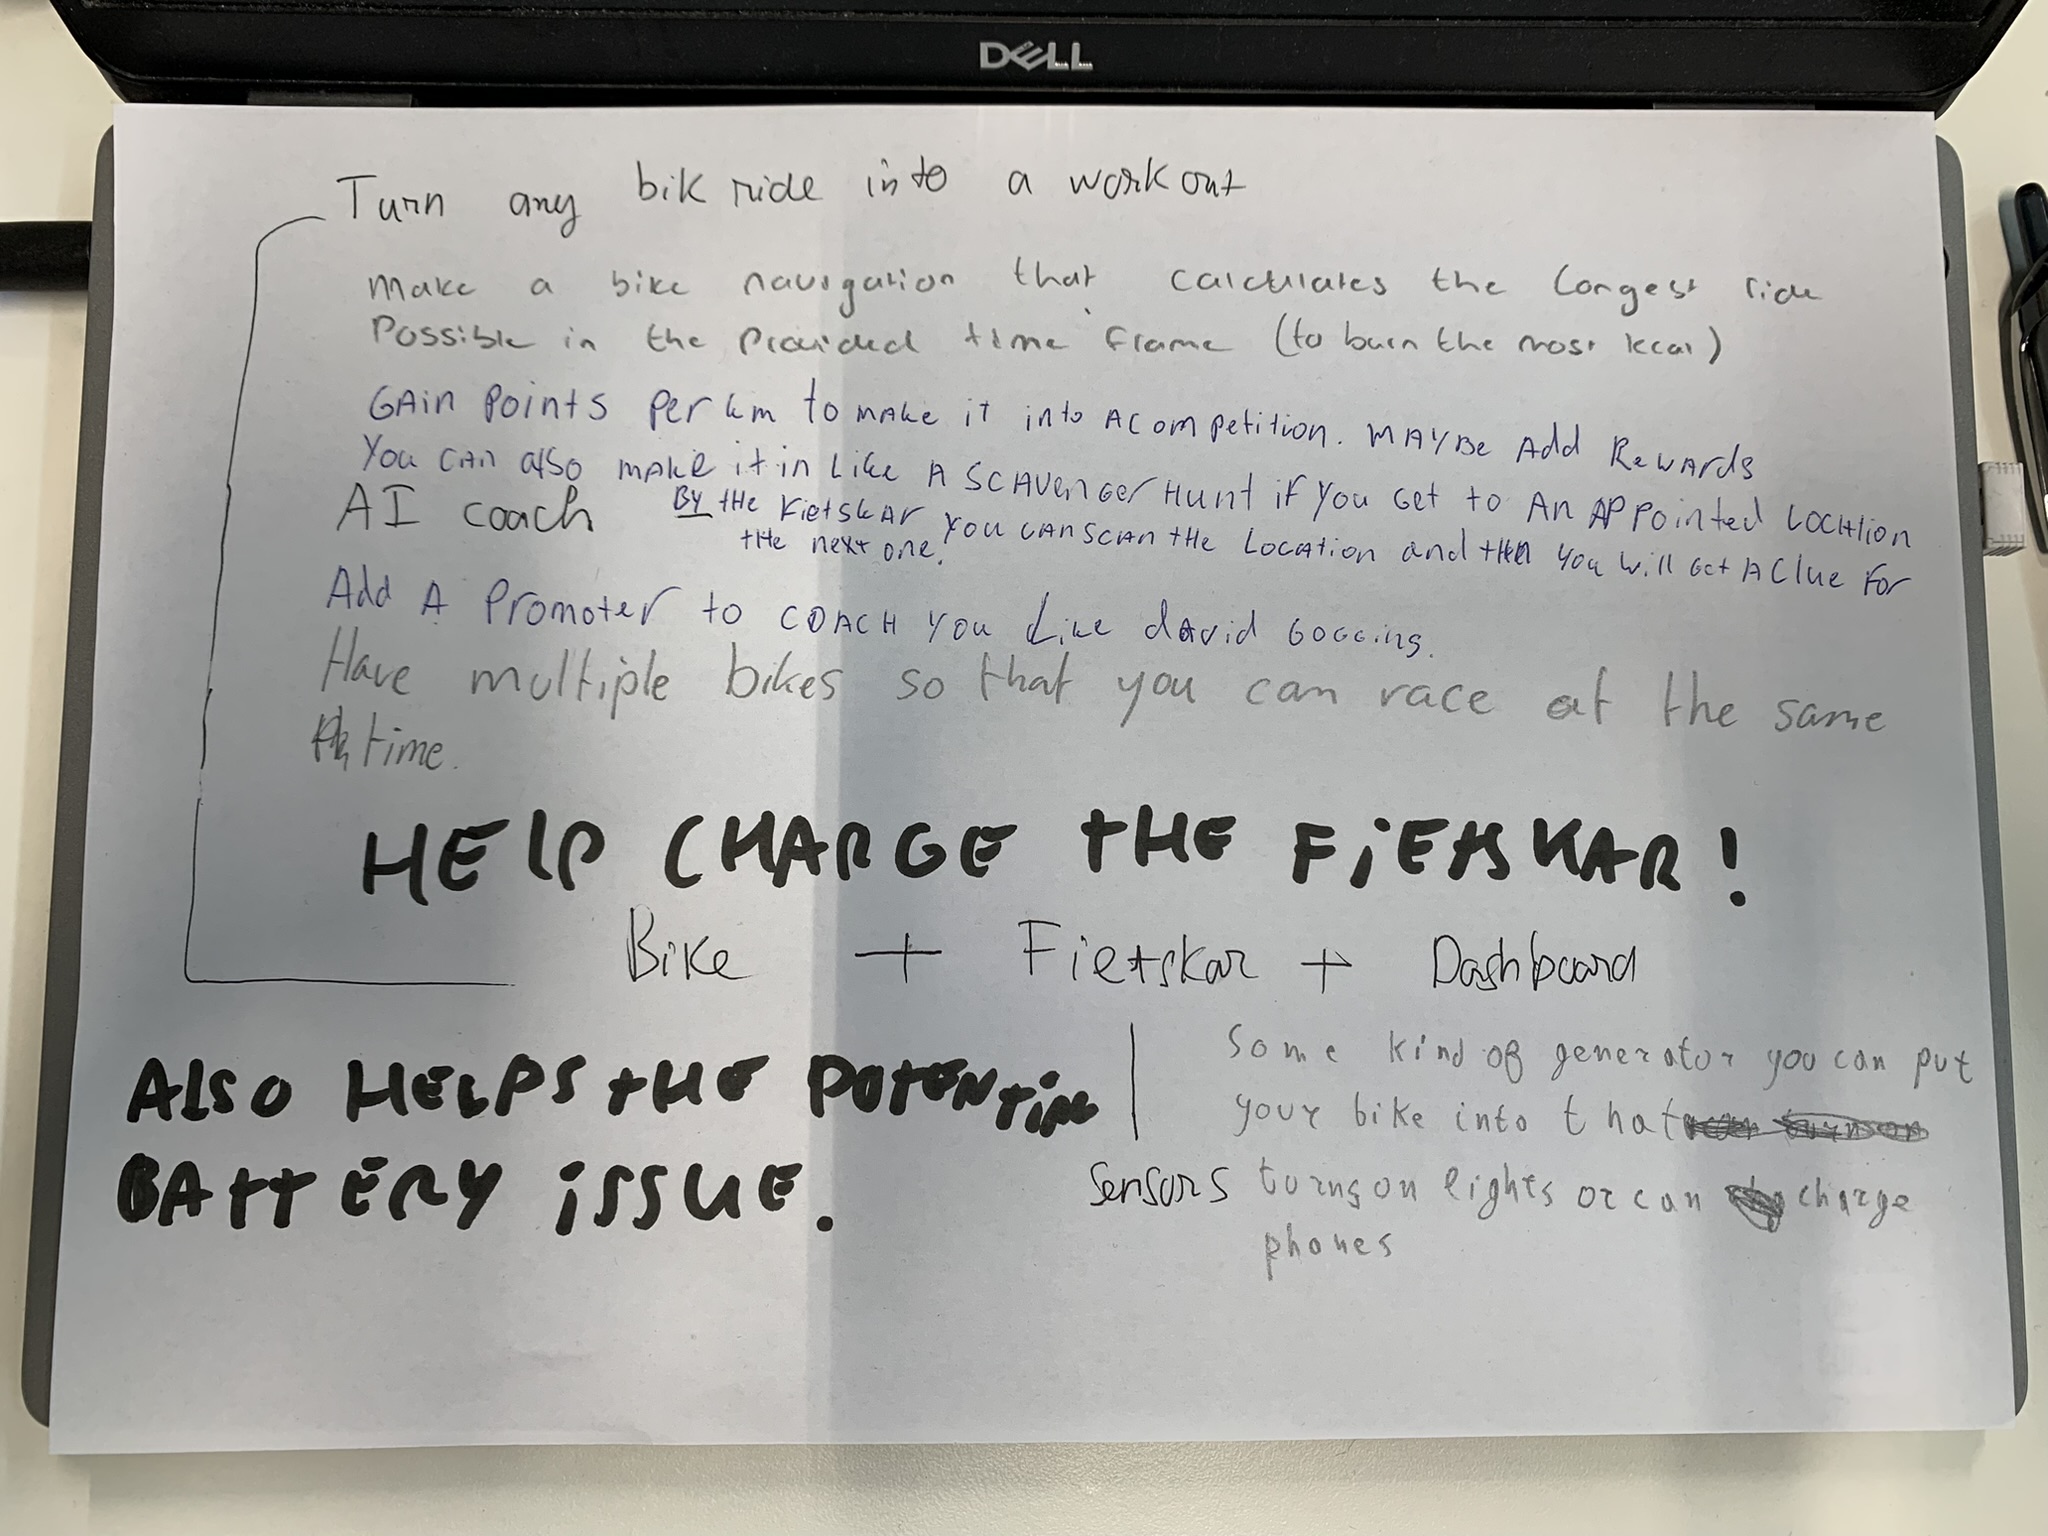 DELL
Turn any bik ride into a workout
Make a bike navigation that calculates the longest ride
Possible in the provided time frame (to burn the most kcal)
GAin Points Per km to make it into A Competition. MAYBE Add Rewards
You can also make it in Like A SCAVENGER HUNT if you Get to An APPointed Location
AI coach
By tHe Fietskar you can scan tHe Location and then you will Get A Clue For
tHe next one.
Add A Promoter to COACH you Like david Goggins.
Have multiple bikes so that you can race at the same
time.
HELP CHARGE tHE FiEtsKAR!
Bike + Fietskar + Dashboard
ALSO HELPS tHE POTENTiAL
BAttERY iSSUE.
Some kind of generator you can put
your bike into that
sensors turns on lights or can charge
phones